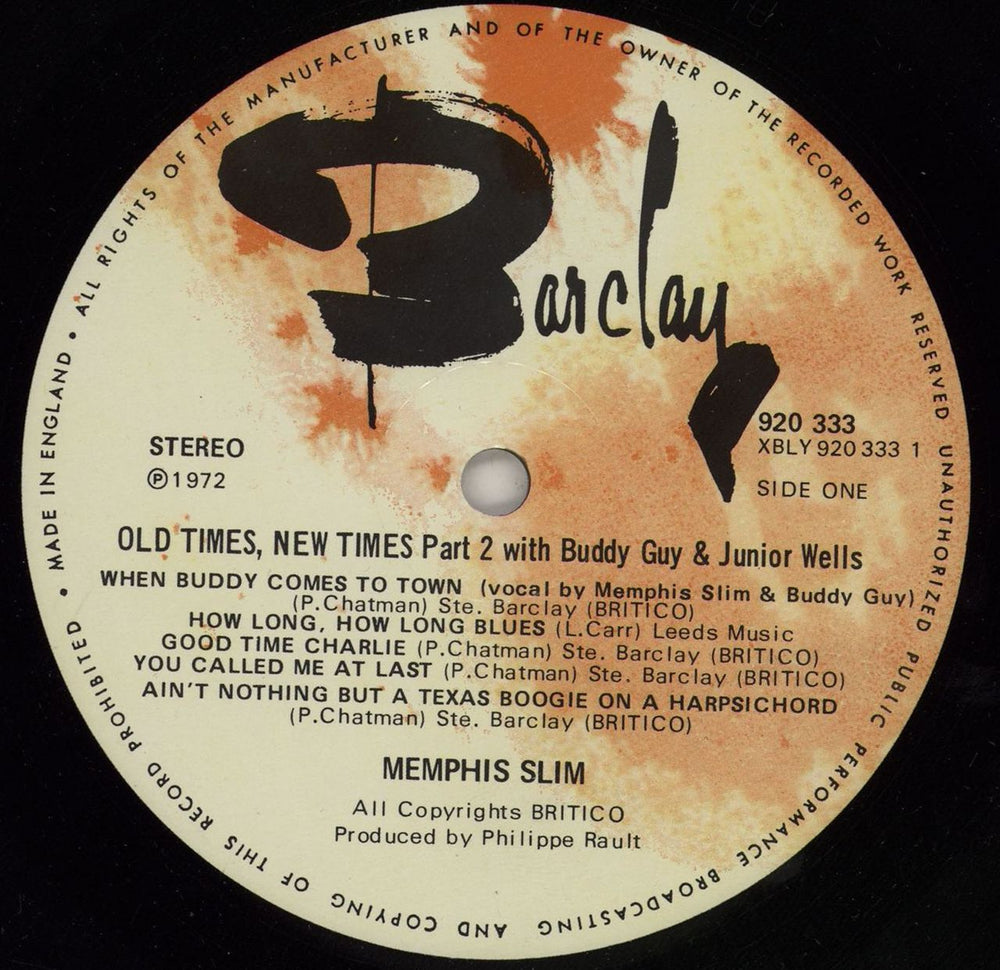 MADE IN ENGLAND • ALL RIGHTS OF THE MANUFACTURER AND OF THE OWNER OF THE RECORDED WORK RESERVED UNAUTHORIZED PUBLIC PERFORMANCE BROADCASTING AND COPYING OF THIS RECORD PROHIBITED •
Barclay
920 333
STEREO
XBLY 920 333 1
℗1972
SIDE ONE
OLD TIMES, NEW TIMES Part 2 with Buddy Guy & Junior Wells
WHEN BUDDY COMES TO TOWN (vocal by Memphis Slim & Buddy Guy)
(P.Chatman) Ste. Barclay (BRITICO)
HOW LONG, HOW LONG BLUES (L.Carr) Leeds Music
GOOD TIME CHARLIE (P.Chatman) Ste. Barclay (BRITICO)
YOU CALLED ME AT LAST (P.Chatman) Ste. Barclay (BRITICO)
AIN'T NOTHING BUT A TEXAS BOOGIE ON A HARPSICHORD
(P.Chatman) Ste. Barclay (BRITICO)
MEMPHIS SLIM
All Copyrights BRITICO
Produced by Philippe Rault